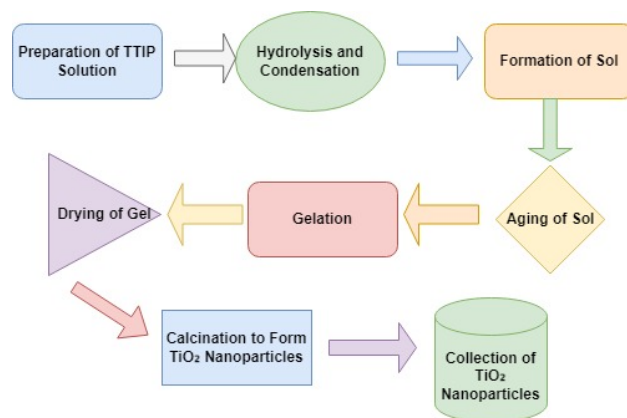 Preparation of TTIP
Solution
Hydrolysis and
Condensation
Formation of Sol
Aging of Sol
Gelation
Drying of Gel
Calcination to Form
TiO₂ Nanoparticles
Collection of
TiO₂
Nanoparticles